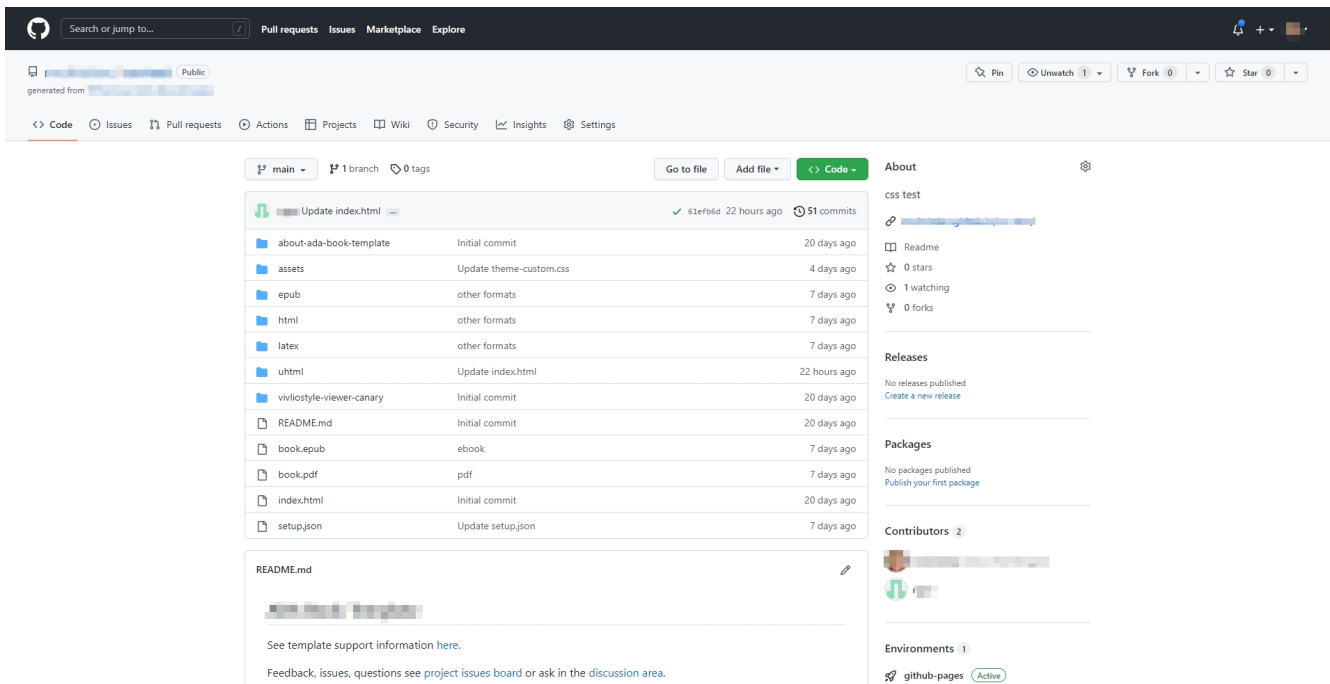 Search or jump to... / Pull requests Issues Marketplace Explore
Public
generated from
Pin Unwatch 1 Fork 0 Star 0
<> Code Issues Pull requests Actions Projects Wiki Security Insights Settings
main 1 branch 0 tags Go to file Add file <> Code
Update index.html ... 61efb6d 22 hours ago 51 commits
about-ada-book-template Initial commit 20 days ago
assets Update theme-custom.css 4 days ago
epub other formats 7 days ago
html other formats 7 days ago
latex other formats 7 days ago
uhtml Update index.html 22 hours ago
vivliostyle-viewer-canary Initial commit 20 days ago
README.md Initial commit 20 days ago
book.epub ebook 7 days ago
book.pdf pdf 7 days ago
index.html Initial commit 20 days ago
setup.json Update setup.json 7 days ago
README.md
See template support information here.
Feedback, issues, questions see project issues board or ask in the discussion area.
About
css test
Readme
0 stars
1 watching
0 forks
Releases
No releases published
Create a new release
Packages
No packages published
Publish your first package
Contributors 2
Environments 1
github-pages Active